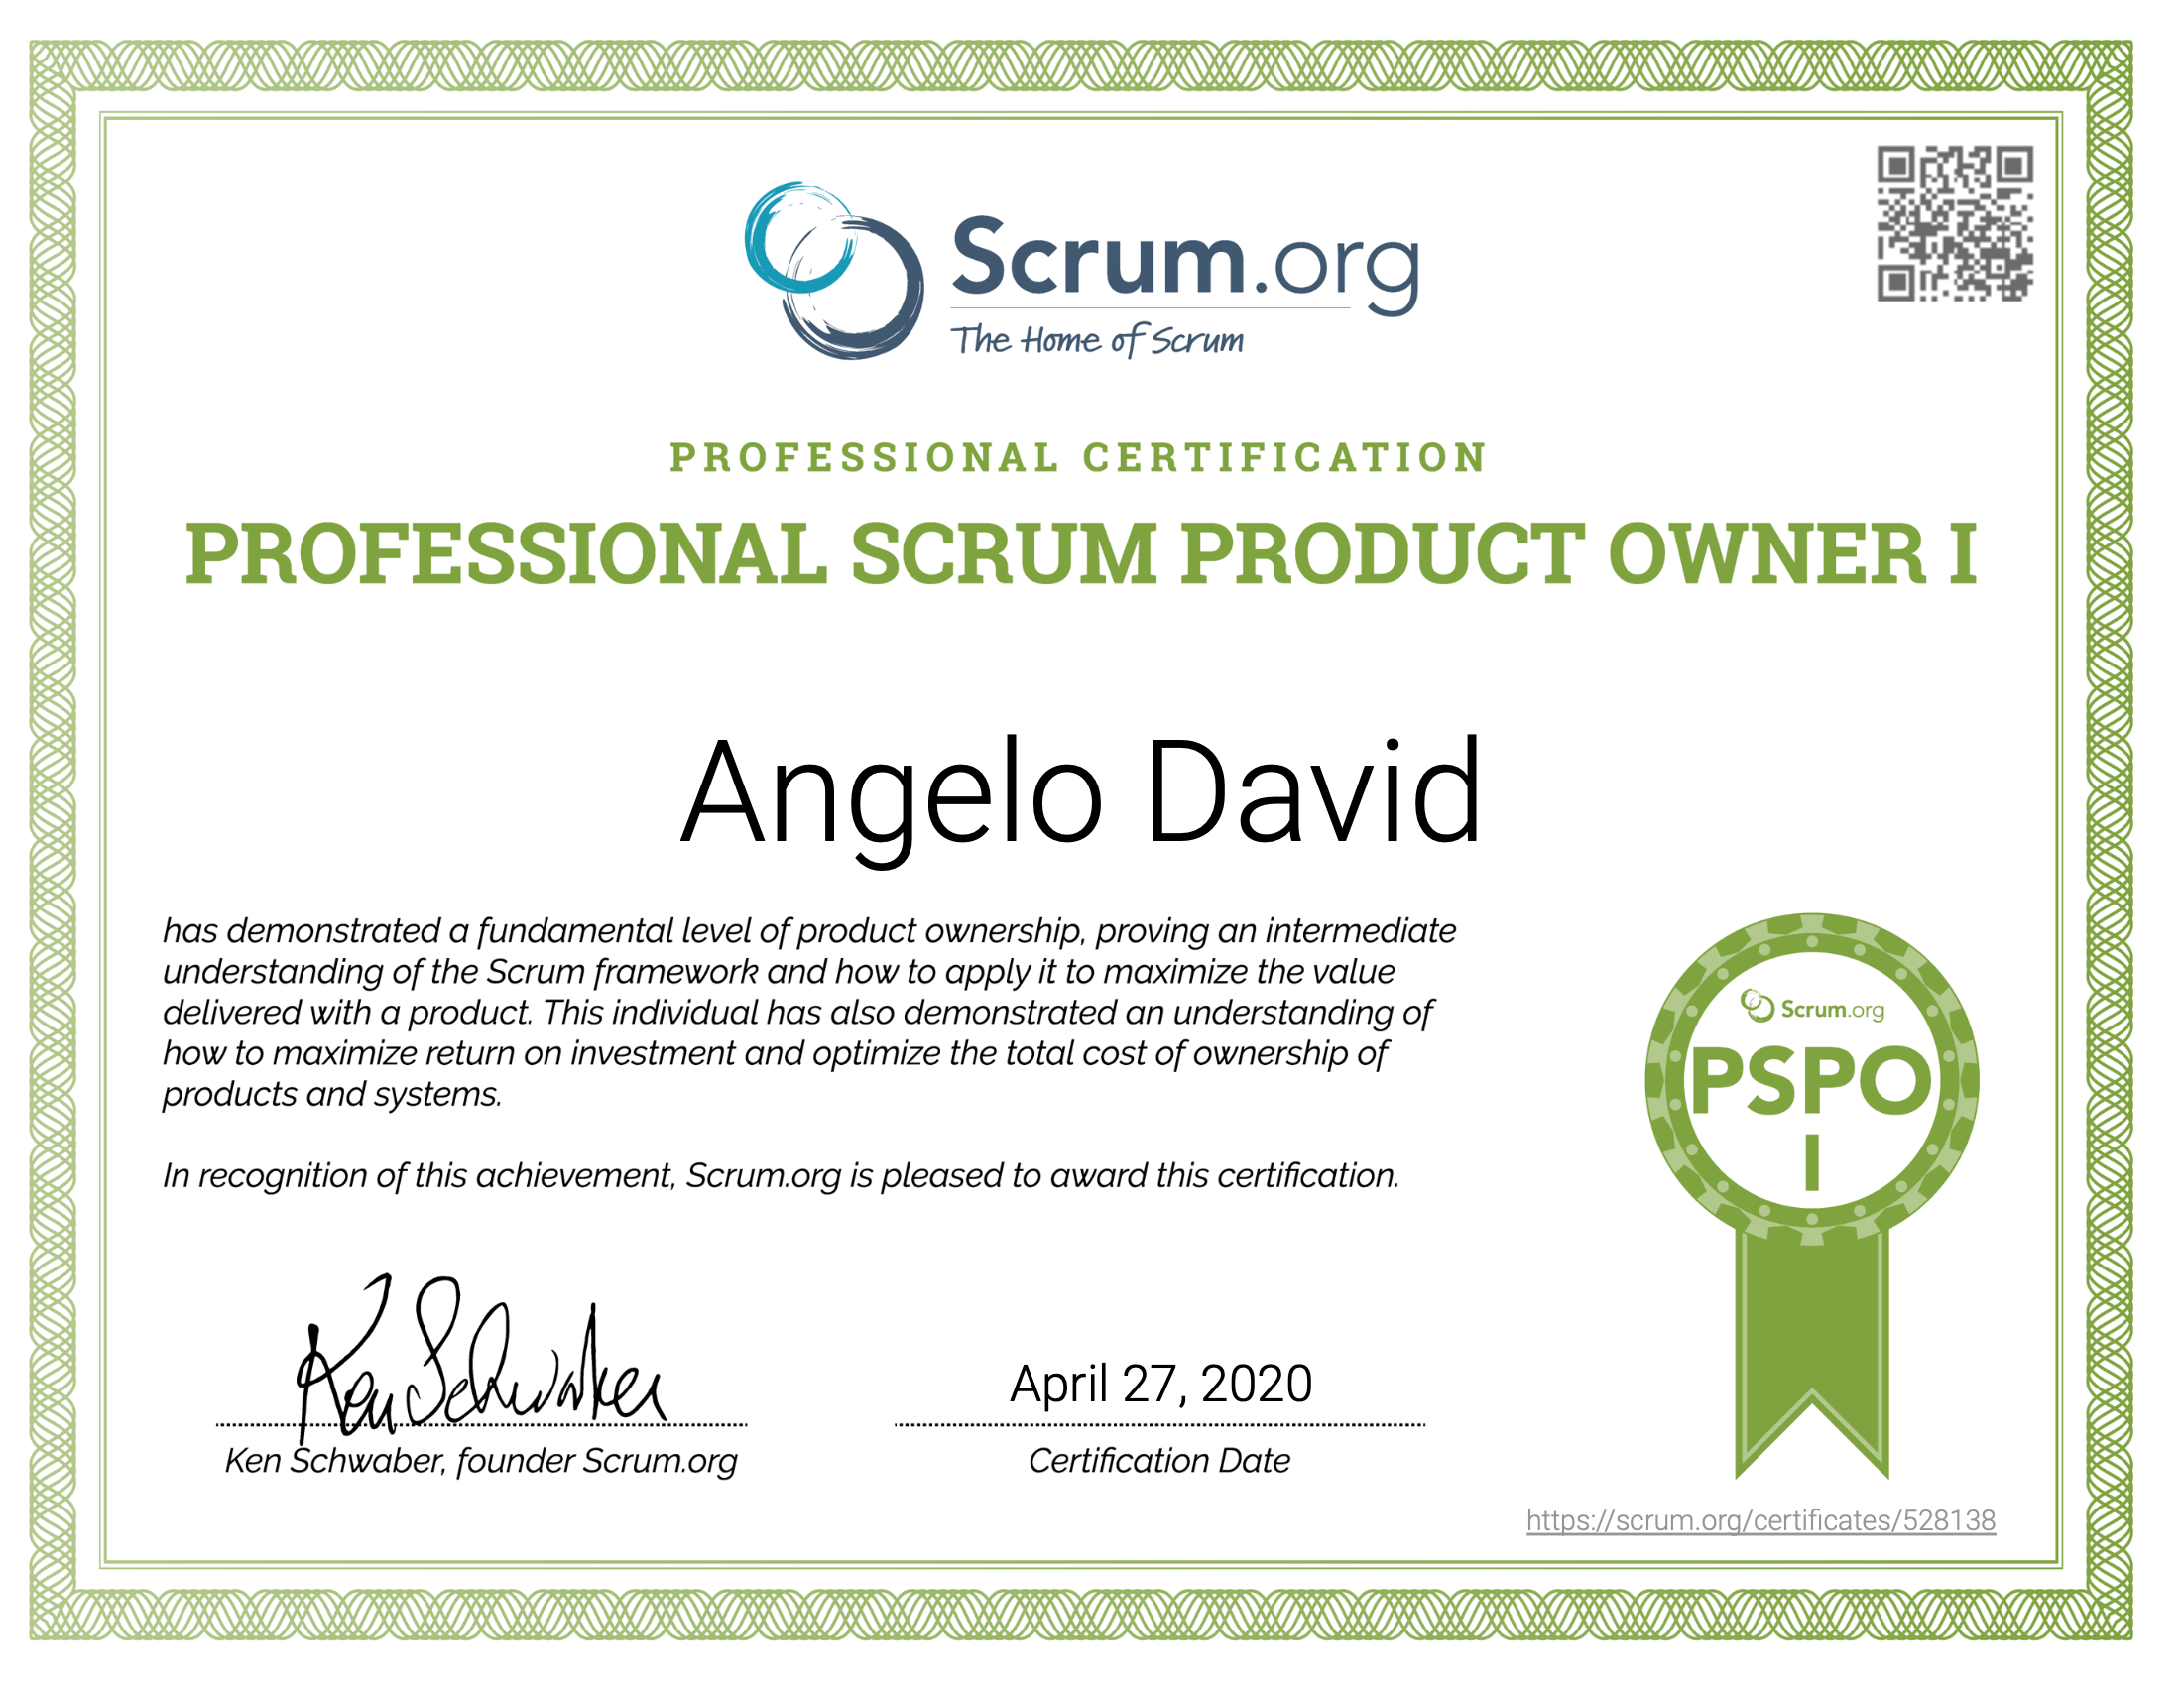 Scrum.org
The Home of Scrum
PROFESSIONAL CERTIFICATION
PROFESSIONAL SCRUM PRODUCT OWNER I
Angelo David
has demonstrated a fundamental level of product ownership, proving an intermediate
understanding of the Scrum framework and how to apply it to maximize the value
delivered with a product. This individual has also demonstrated an understanding of
how to maximize return on investment and optimize the total cost of ownership of
products and systems.
In recognition of this achievement, Scrum.org is pleased to award this certification.
Scrum.org
PSPO
I
Ken Schwaber
Ken Schwaber, founder Scrum.org
April 27, 2020
Certification Date
https://scrum.org/certificates/528138